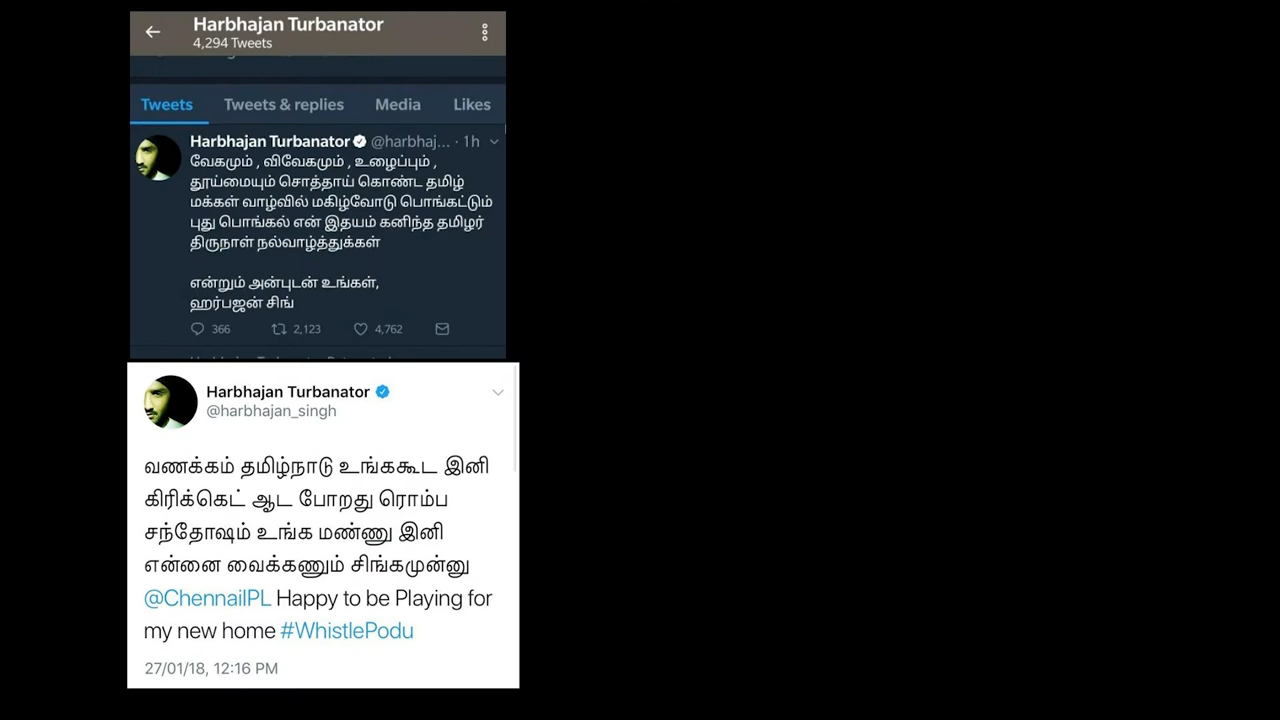 Harbhajan Turbanator
4,294 Tweets
Tweets Tweets & replies Media Likes
Harbhajan Turbanator @harbhaj... · 1h
வேகமும் , விவேகமும் , உழைப்பும் ,
தூய்மையும் சொத்தாய் கொண்ட தமிழ்
மக்கள் வாழ்வில் மகிழ்வோடு பொங்கட்டும்
புது பொங்கல் என் இதயம் கனிந்த தமிழர்
திருநாள் நல்வாழ்த்துக்கள்
என்றும் அன்புடன் உங்கள்,
ஹர்பஜன் சிங்
366 2,123 4,762
Harbhajan Turbanator
@harbhajan_singh
வணக்கம் தமிழ்நாடு உங்ககூட இனி
கிரிக்கெட் ஆட போறது ரொம்ப
சந்தோஷம் உங்க மண்ணு இனி
என்னை வைக்கணும் சிங்கமுன்னு
@ChennaiIPL Happy to be Playing for
my new home #WhistlePodu
27/01/18, 12:16 PM